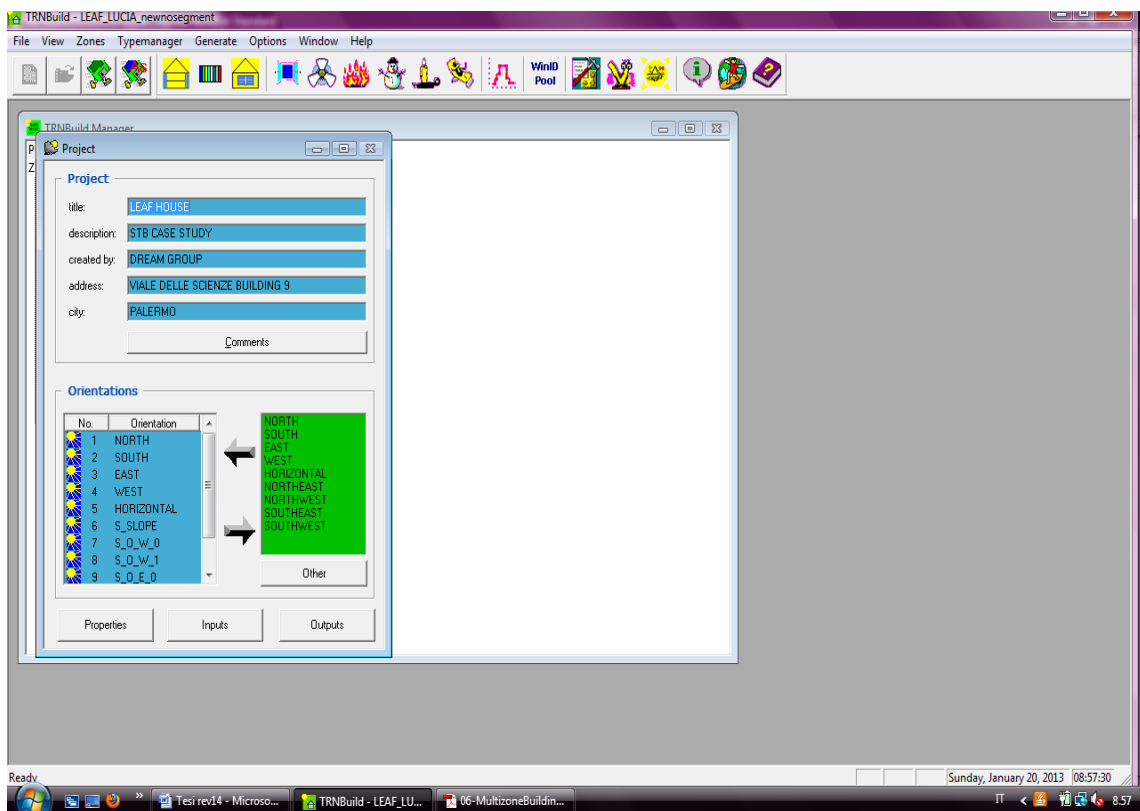 TRNBuild - LEAF_LUCIA_newnosegment
File View Zones Typemanager Generate Options Window Help
WinID
Pool
TRNBuild Manager
P
Z
Project
Project
title: LEAF HOUSE
description: STB CASE STUDY
created by: DREAM GROUP
address: VIALE DELLE SCIENZE BUILDING 9
city: PALERMO
Comments
Orientations
No. Orientation
1 NORTH
2 SOUTH
3 EAST
4 WEST
5 HORIZONTAL
6 S_SLOPE
7 S_O_W_0
8 S_O_W_1
9 S_O_E_0
NORTH
SOUTH
EAST
WEST
HORIZONTAL
NORTHEAST
NORTHWEST
SOUTHEAST
SOUTHWEST
Other
Properties Inputs Outputs
Ready
Sunday, January 20, 2013 08:57:30
Tesi rev14 - Microso... TRNBuild - LEAF_LU... 06-MultizoneBuildin... IT 8.57